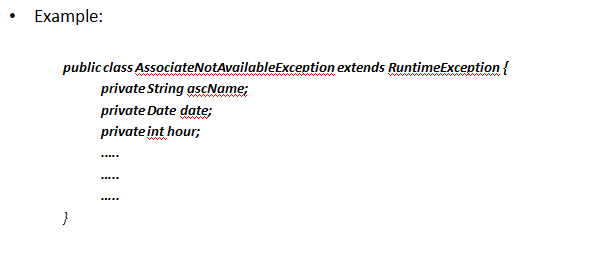 • Example:
public class AssociateNotAvailableException extends RuntimeException {
private String ascName;
private Date date;
private int hour;
.....
.....
.....
}